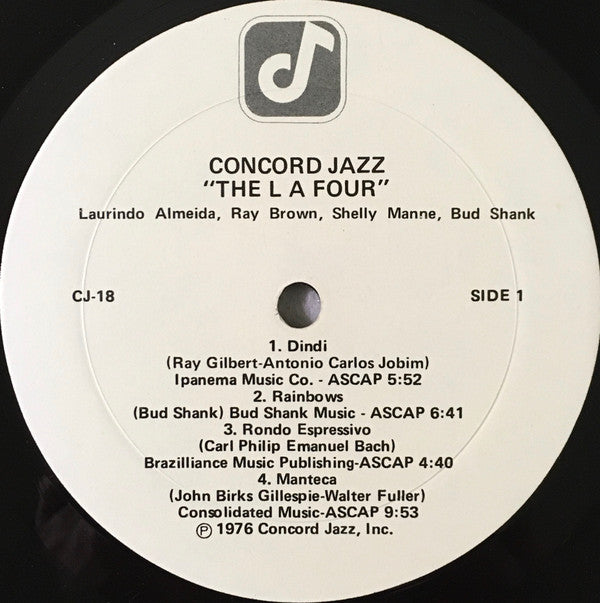 CONCORD JAZZ
"THE L A FOUR"
Laurindo Almeida, Ray Brown, Shelly Manne, Bud Shank
CJ-18
SIDE 1
1. Dindi
(Ray Gilbert-Antonio Carlos Jobim)
Ipanema Music Co. - ASCAP 5:52
2. Rainbows
(Bud Shank) Bud Shank Music - ASCAP 6:41
3. Rondo Espressivo
(Carl Philip Emanuel Bach)
Brazilliance Music Publishing-ASCAP 4:40
4. Manteca
(John Birks Gillespie-Walter Fuller)
Consolidated Music-ASCAP 9:53
℗ 1976 Concord Jazz, Inc.